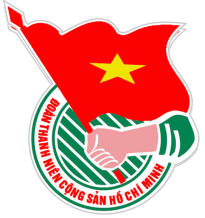 ĐOÀN THANH NIÊN CỘNG SẢN HỒ CHÍ MINH